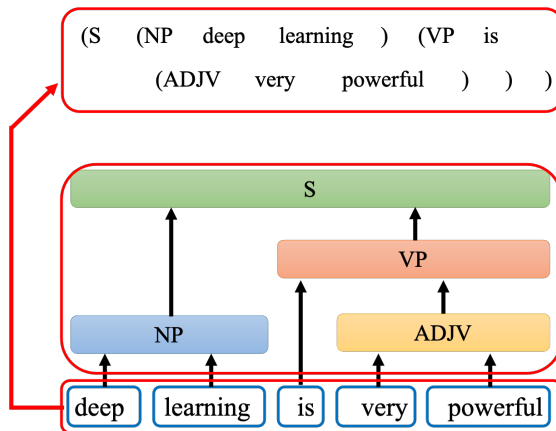 (S (NP deep learning ) (VP is
(ADJV very powerful ) ) )
S
VP
NP ADJV
deep learning is very powerful